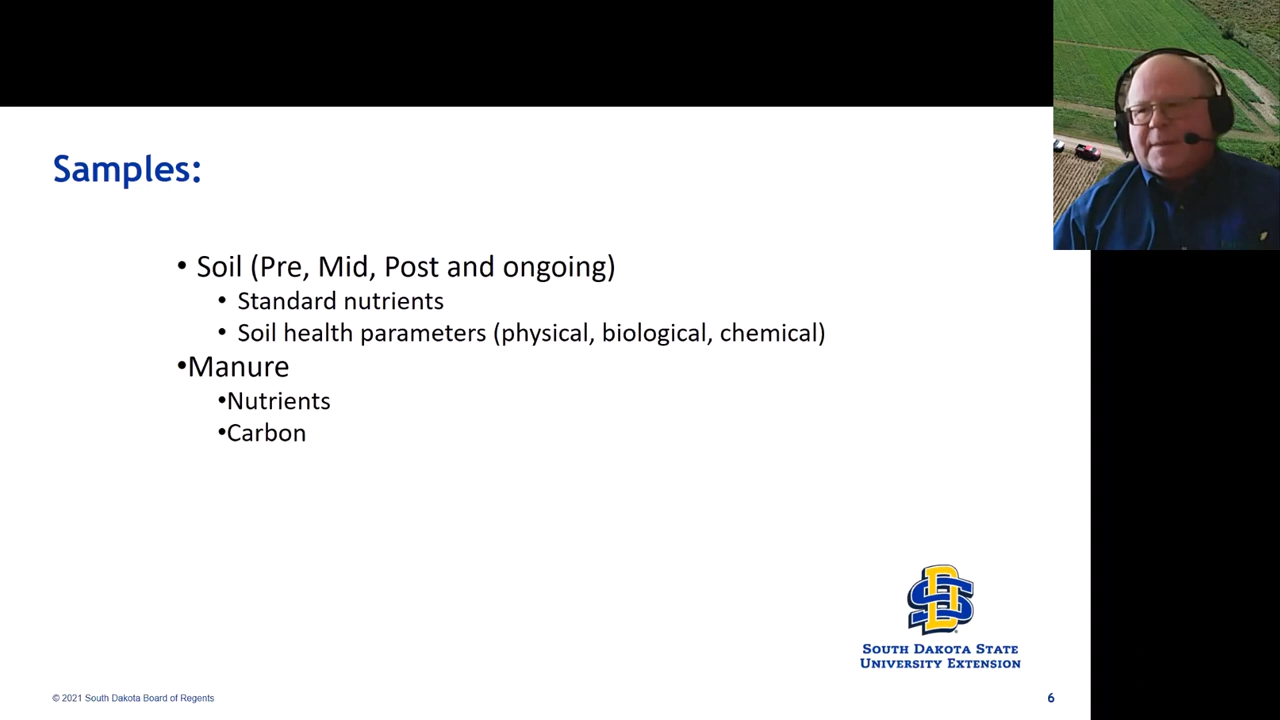 Samples:
• Soil (Pre, Mid, Post and ongoing)
• Standard nutrients
• Soil health parameters (physical, biological, chemical)
•Manure
•Nutrients
•Carbon
SOUTH DAKOTA STATE
UNIVERSITY EXTENSION
© 2021 South Dakota Board of Regents
6